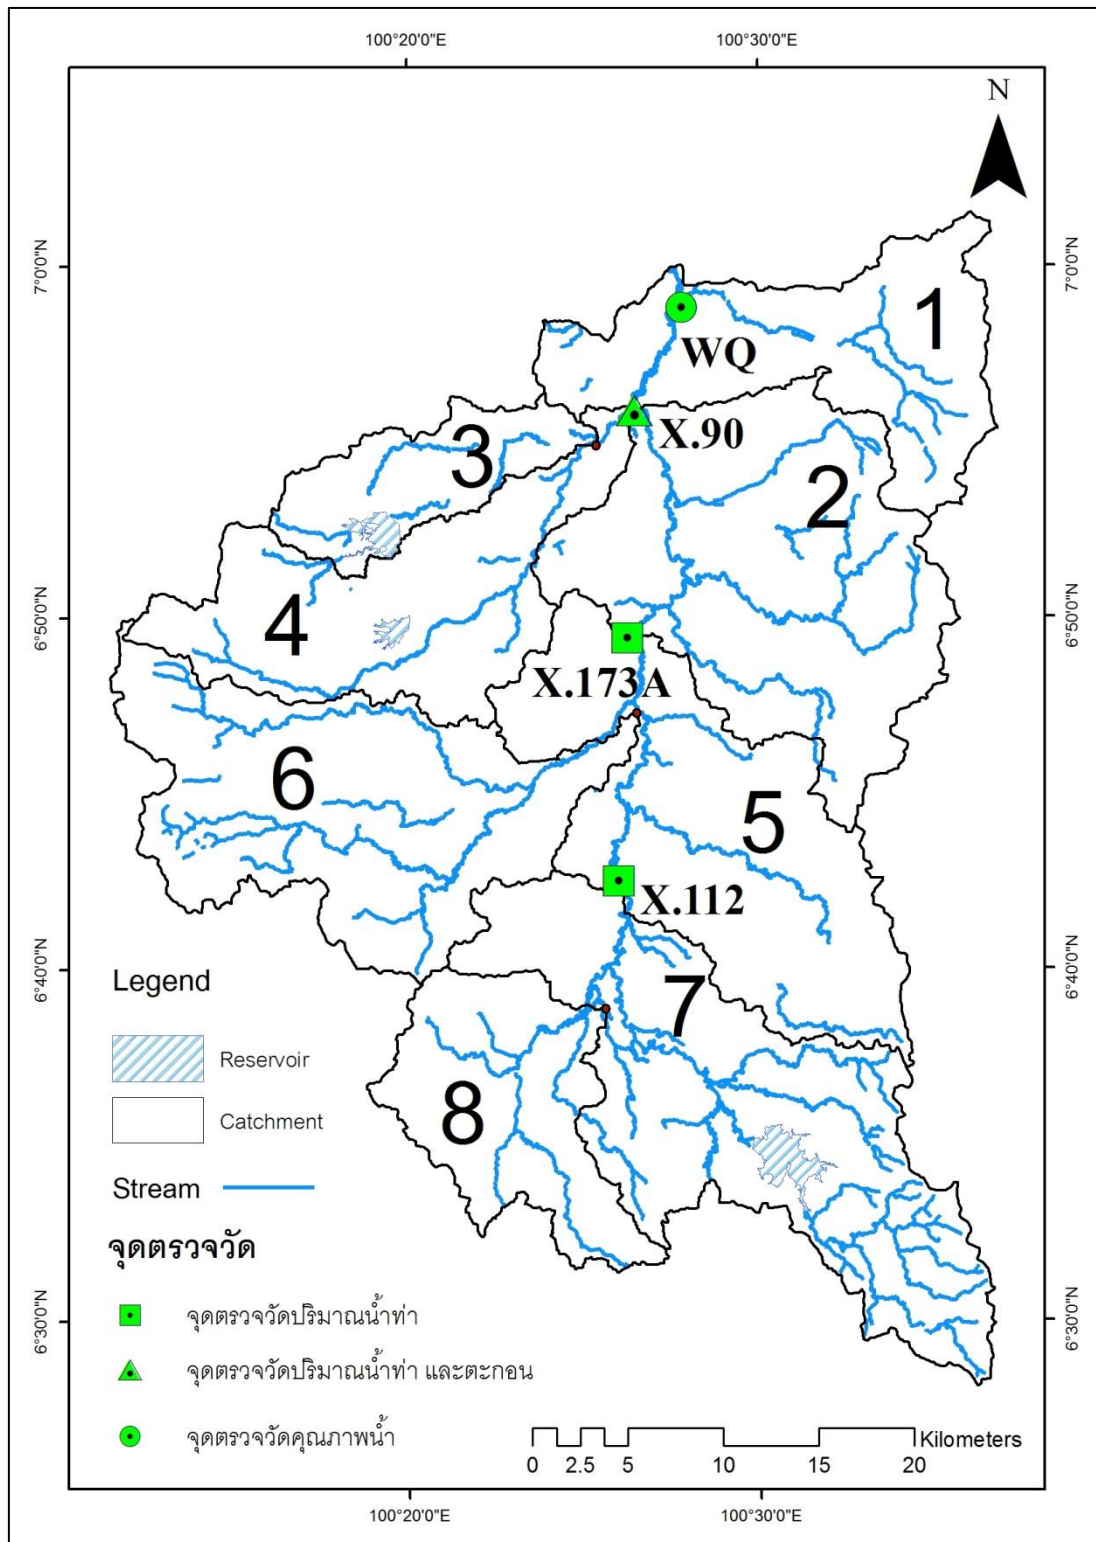 100°20'0"E
100°30'0"E
N
7°0'0"N
7°0'0"N
1
WQ
X.90
3
2
4
6°50'0"N
6°50'0"N
X.173A
6
5
X.112
6°40'0"N
6°40'0"N
7
8
Legend
Reservoir
Catchment
Stream
จุดตรวจวัด
จุดตรวจวัดปริมาณน้ำท่า
จุดตรวจวัดปริมาณน้ำท่า และตะกอน
จุดตรวจวัดคุณภาพน้ำ
6°30'0"N
6°30'0"N
Kilometers
0 2.5 5 10 15 20
100°20'0"E
100°30'0"E